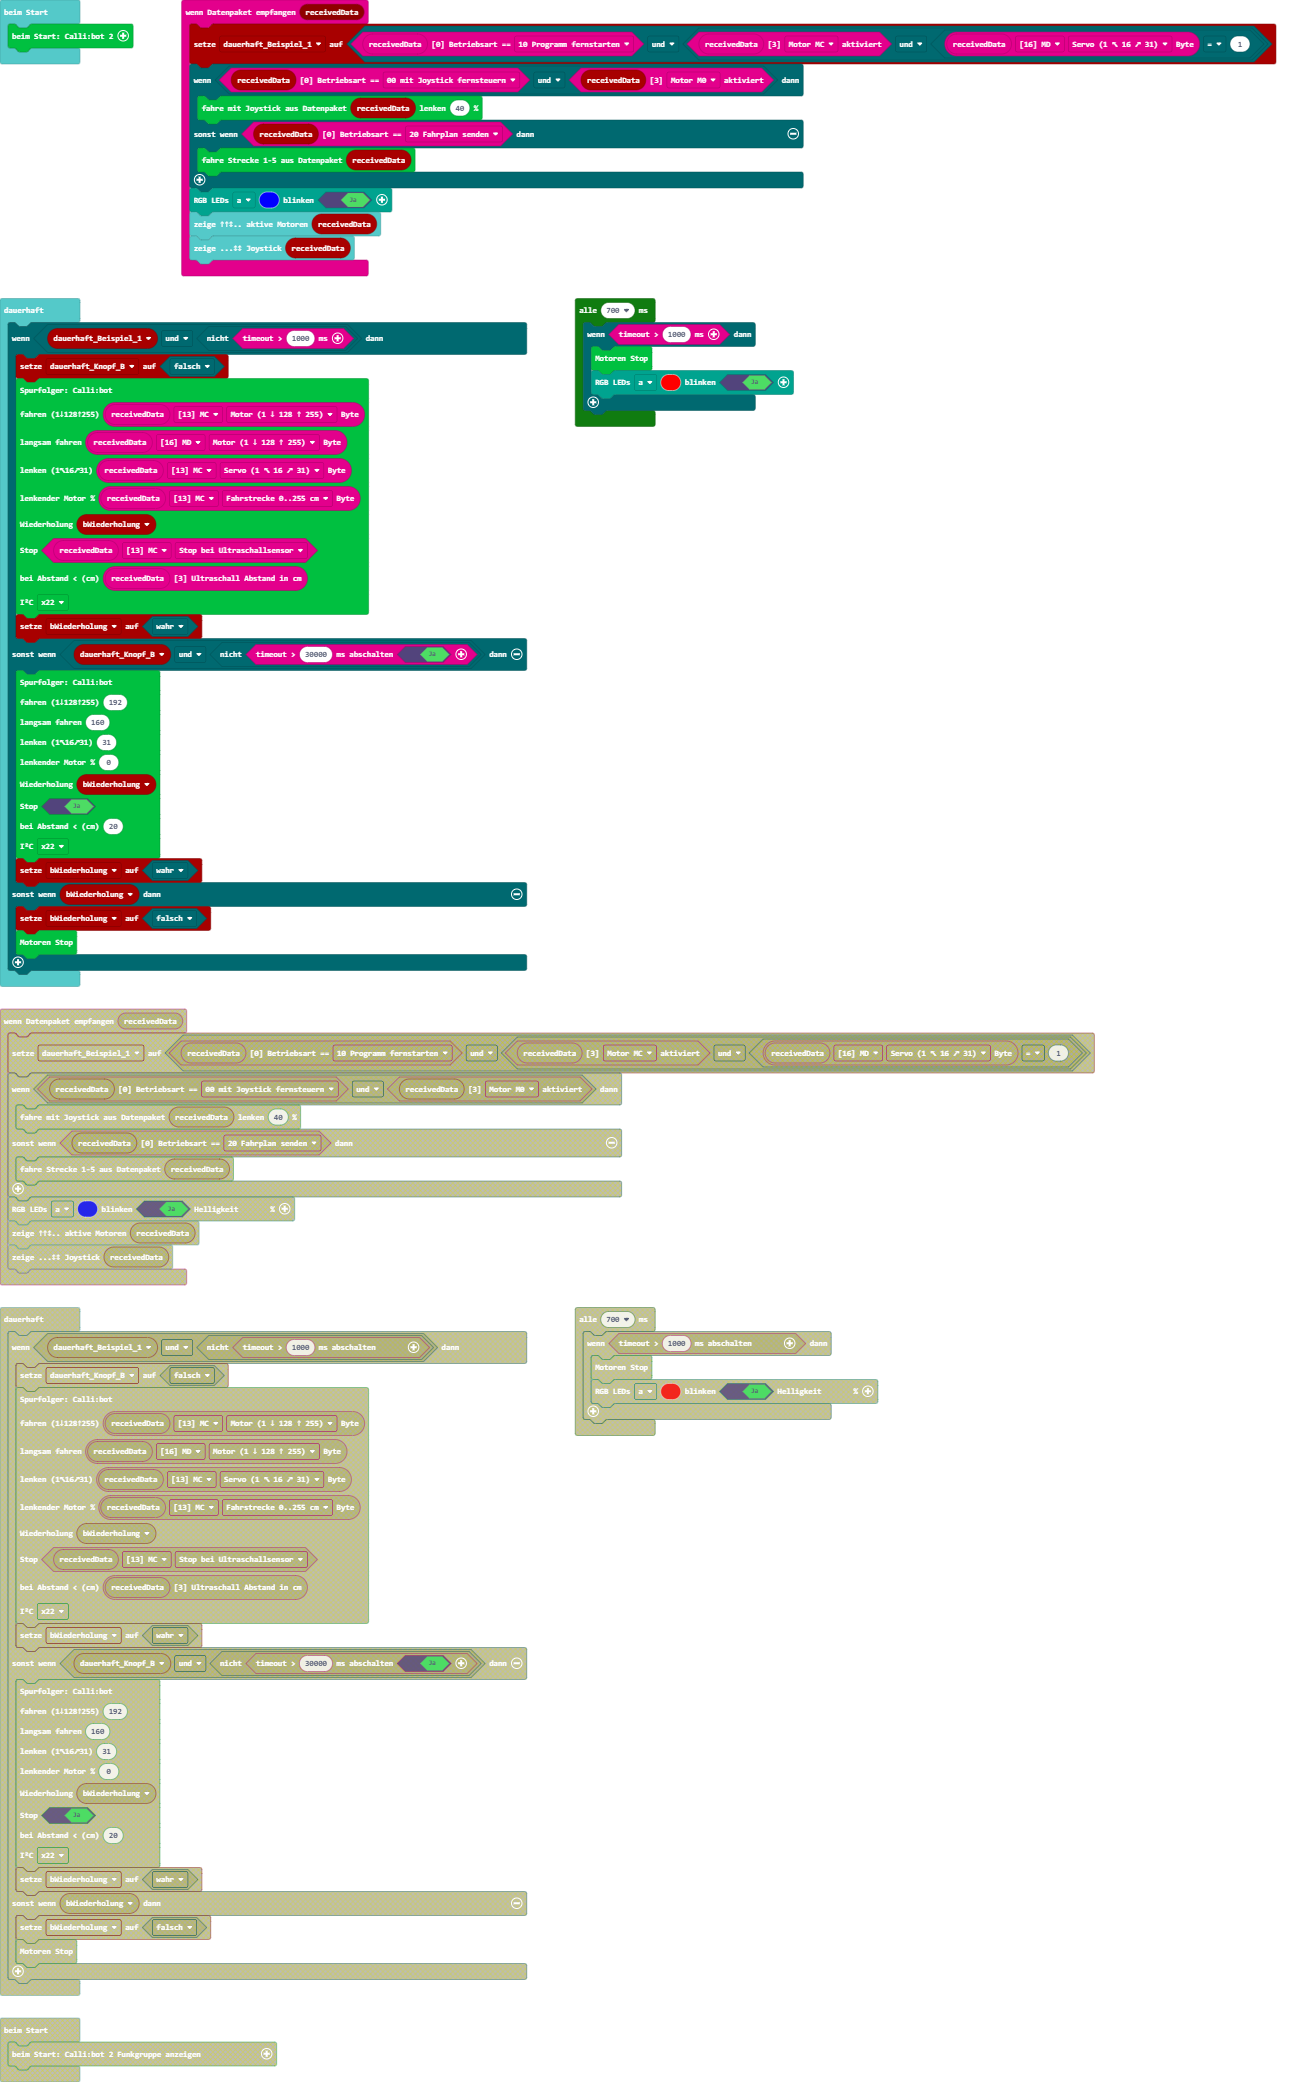 beim Start
beim Start: Calli:bot 2
wenn Datenpaket empfangen receivedData
setze dauerhaft_Beispiel_1 auf receivedData [0] Betriebsart == 10 Programm fernstarten und receivedData [3] Motor MC aktiviert und receivedData [16] MD Servo (1 ↖ 16 ↗ 31) Byte = 1
wenn receivedData [0] Betriebsart == 00 mit Joystick fernsteuern und receivedData [3] Motor M0 aktiviert dann
fahre mit Joystick aus Datenpaket receivedData lenken 40 %
sonst wenn receivedData [0] Betriebsart == 20 Fahrplan senden dann
fahre Strecke 1-5 aus Datenpaket receivedData
RGB LEDs a blinken Ja
zeige ↑↑↕.. aktive Motoren receivedData
zeige ...↕↕ Joystick receivedData
dauerhaft
wenn dauerhaft_Beispiel_1 und nicht timeout > 1000 ms dann
setze dauerhaft_Knopf_B auf falsch
Spurfolger: Calli:bot
fahren (1↓128↑255) receivedData [13] MC Motor (1 ↓ 128 ↑ 255) Byte
langsam fahren receivedData [16] MD Motor (1 ↓ 128 ↑ 255) Byte
lenken (1↖16↗31) receivedData [13] MC Servo (1 ↖ 16 ↗ 31) Byte
lenkender Motor % receivedData [13] MC Fahrstrecke 0..255 cm Byte
Wiederholung bWiederholung
Stop receivedData [13] MC Stop bei Ultraschallsensor
bei Abstand < (cm) receivedData [3] Ultraschall Abstand in cm
I²C x22
setze bWiederholung auf wahr
sonst wenn dauerhaft_Knopf_B und nicht timeout > 30000 ms abschalten Ja dann
Spurfolger: Calli:bot
fahren (1↓128↑255) 192
langsam fahren 160
lenken (1↖16↗31) 31
lenkender Motor % 0
Wiederholung bWiederholung
Stop Ja
bei Abstand < (cm) 20
I²C x22
setze bWiederholung auf wahr
sonst wenn bWiederholung dann
setze bWiederholung auf falsch
Motoren Stop
alle 700 ms
wenn timeout > 1000 ms dann
Motoren Stop
RGB LEDs a blinken Ja
wenn Datenpaket empfangen receivedData
setze dauerhaft_Beispiel_1 auf receivedData [0] Betriebsart == 10 Programm fernstarten und receivedData [3] Motor MC aktiviert und receivedData [16] MD Servo (1 ↖ 16 ↗ 31) Byte = 1
wenn receivedData [0] Betriebsart == 00 mit Joystick fernsteuern und receivedData [3] Motor M0 aktiviert dann
fahre mit Joystick aus Datenpaket receivedData lenken 40 %
sonst wenn receivedData [0] Betriebsart == 20 Fahrplan senden dann
fahre Strecke 1-5 aus Datenpaket receivedData
RGB LEDs a blinken Ja Helligkeit %
zeige ↑↑↕.. aktive Motoren receivedData
zeige ...↕↕ Joystick receivedData
dauerhaft
wenn dauerhaft_Beispiel_1 und nicht timeout > 1000 ms abschalten dann
setze dauerhaft_Knopf_B auf falsch
Spurfolger: Calli:bot
fahren (1↓128↑255) receivedData [13] MC Motor (1 ↓ 128 ↑ 255) Byte
langsam fahren receivedData [16] MD Motor (1 ↓ 128 ↑ 255) Byte
lenken (1↖16↗31) receivedData [13] MC Servo (1 ↖ 16 ↗ 31) Byte
lenkender Motor % receivedData [13] MC Fahrstrecke 0..255 cm Byte
Wiederholung bWiederholung
Stop receivedData [13] MC Stop bei Ultraschallsensor
bei Abstand < (cm) receivedData [3] Ultraschall Abstand in cm
I²C x22
setze bWiederholung auf wahr
sonst wenn dauerhaft_Knopf_B und nicht timeout > 30000 ms abschalten Ja dann
Spurfolger: Calli:bot
fahren (1↓128↑255) 192
langsam fahren 160
lenken (1↖16↗31) 31
lenkender Motor % 0
Wiederholung bWiederholung
Stop Ja
bei Abstand < (cm) 20
I²C x22
setze bWiederholung auf wahr
sonst wenn bWiederholung dann
setze bWiederholung auf falsch
Motoren Stop
alle 700 ms
wenn timeout > 1000 ms abschalten dann
Motoren Stop
RGB LEDs a blinken Ja Helligkeit %
beim Start
beim Start: Calli:bot 2 Funkgruppe anzeigen